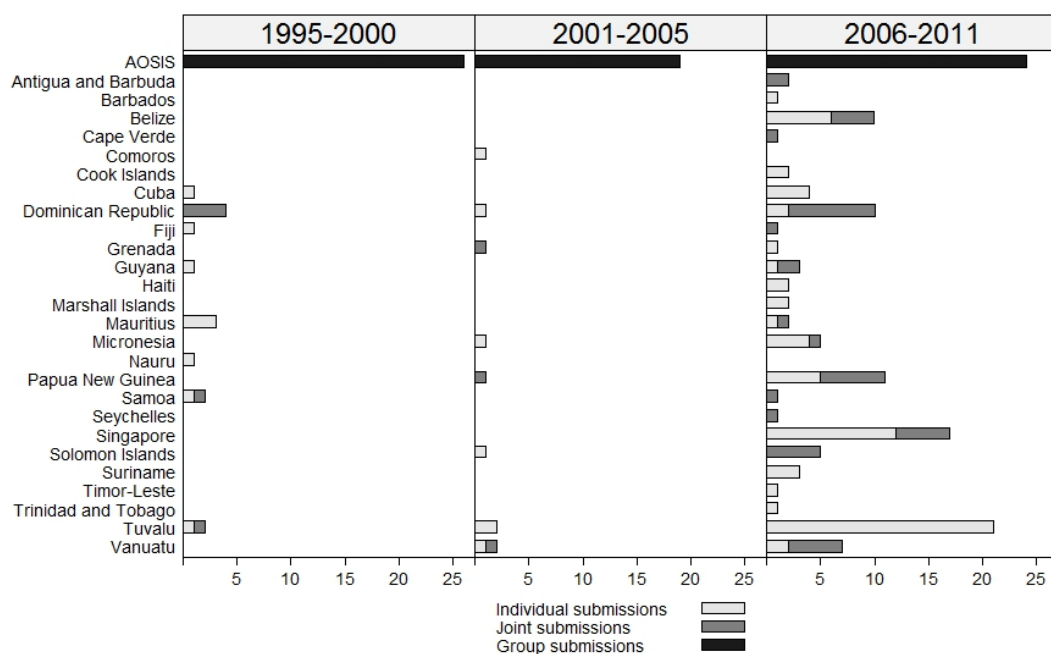 1995-2000 2001-2005 2006-2011
AOSIS
Antigua and Barbuda
Barbados
Belize
Cape Verde
Comoros
Cook Islands
Cuba
Dominican Republic
Fiji
Grenada
Guyana
Haiti
Marshall Islands
Mauritius
Micronesia
Nauru
Papua New Guinea
Samoa
Seychelles
Singapore
Solomon Islands
Suriname
Timor-Leste
Trinidad and Tobago
Tuvalu
Vanuatu
5 10 15 20 25 5 10 15 20 25 5 10 15 20 25
Individual submissions
Joint submissions
Group submissions